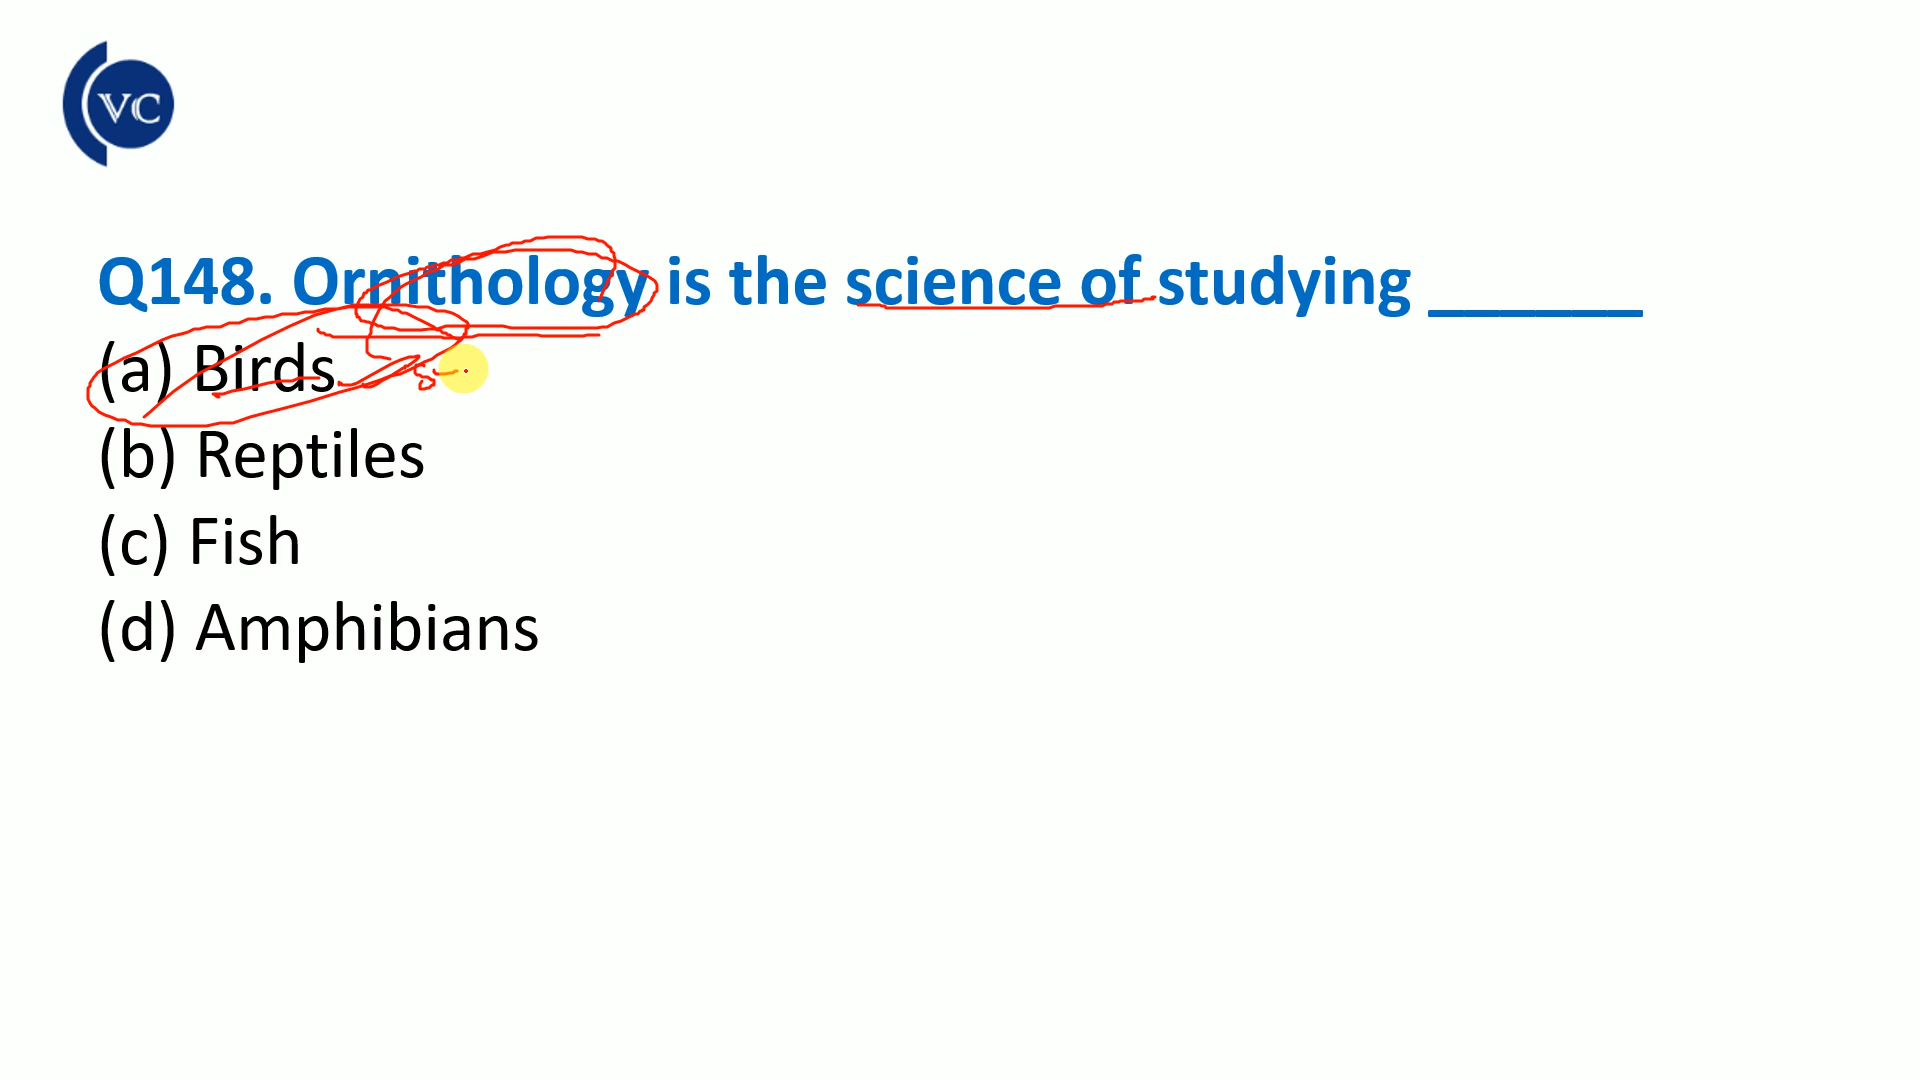 VC
Q148. Ornithology is the science of studying ______
(a) Birds
(b) Reptiles
(c) Fish
(d) Amphibians